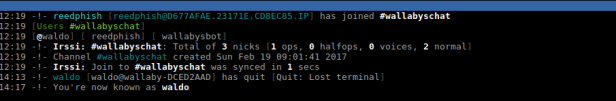 12:19 -!- reedphish [reedphish@D677AFAE.23171E.CD8EC85.IP] has joined #wallabyschat
12:19 [Users #wallabyschat]
12:19 [@waldo] [ reedphish] [ wallabysbot]
12:19 -!- Irssi: #wallabyschat: Total of 3 nicks [1 ops, 0 halfops, 0 voices, 2 normal]
12:19 -!- Channel #wallabyschat created Sun Feb 19 09:01:41 2017
12:19 -!- Irssi: Join to #wallabyschat was synced in 1 secs
14:13 -!- waldo [waldo@wallaby-DCED2AAD] has quit [Quit: Lost terminal]
14:17 -!- You're now known as waldo